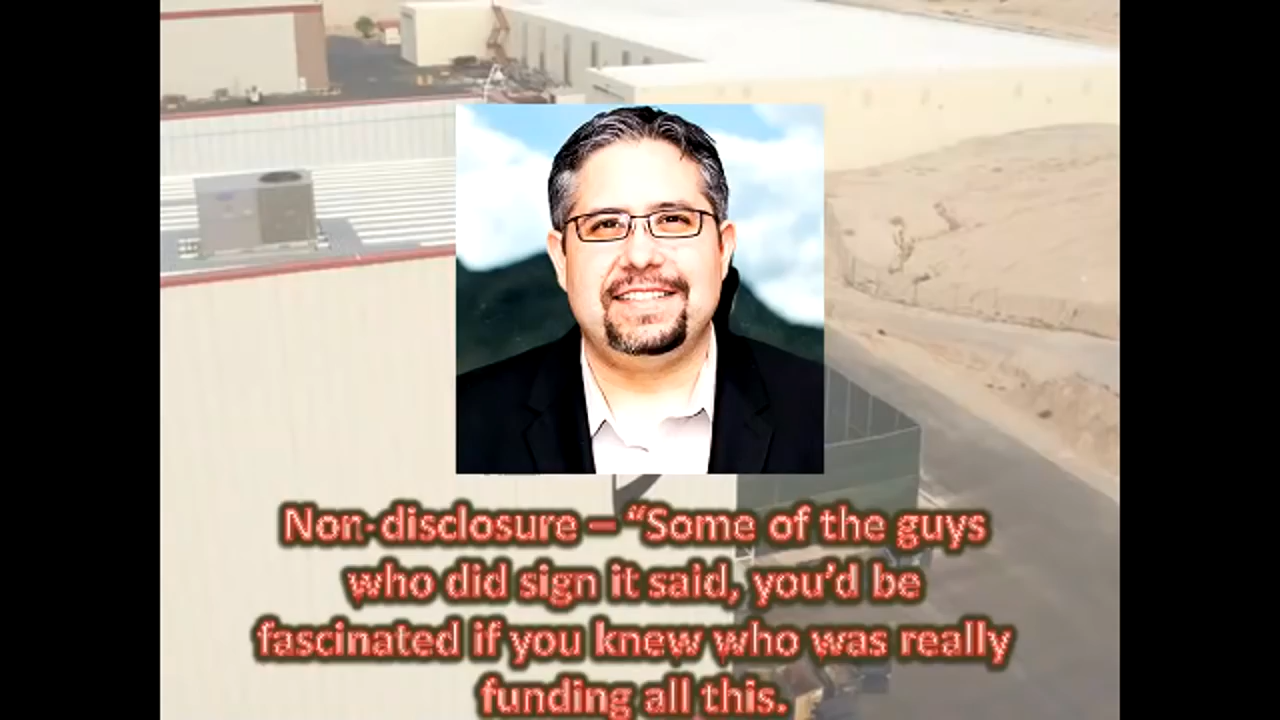 Non-disclosure – “Some of the guys
who did sign it said, you’d be
fascinated if you knew who was really
funding all this.